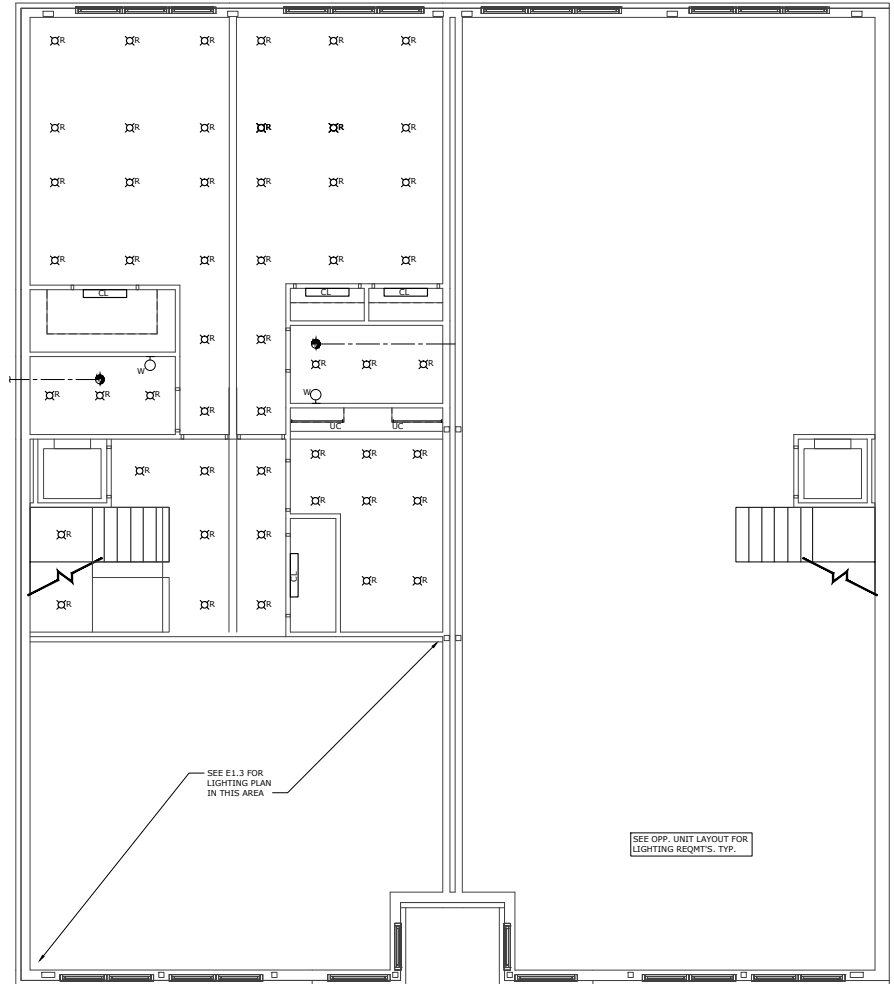 R R R R R R
R R R R R R
R R R R R R
R R R R R R
CL CL CL
R R
R R R
W
W
R R R
R R
UC UC
R R R
R R R
R R R
R R R
CL
R R
R R R
SEE E1.3 FOR
LIGHTING PLAN
IN THIS AREA
SEE OPP. UNIT LAYOUT FOR
LIGHTING REQMT'S. TYP.